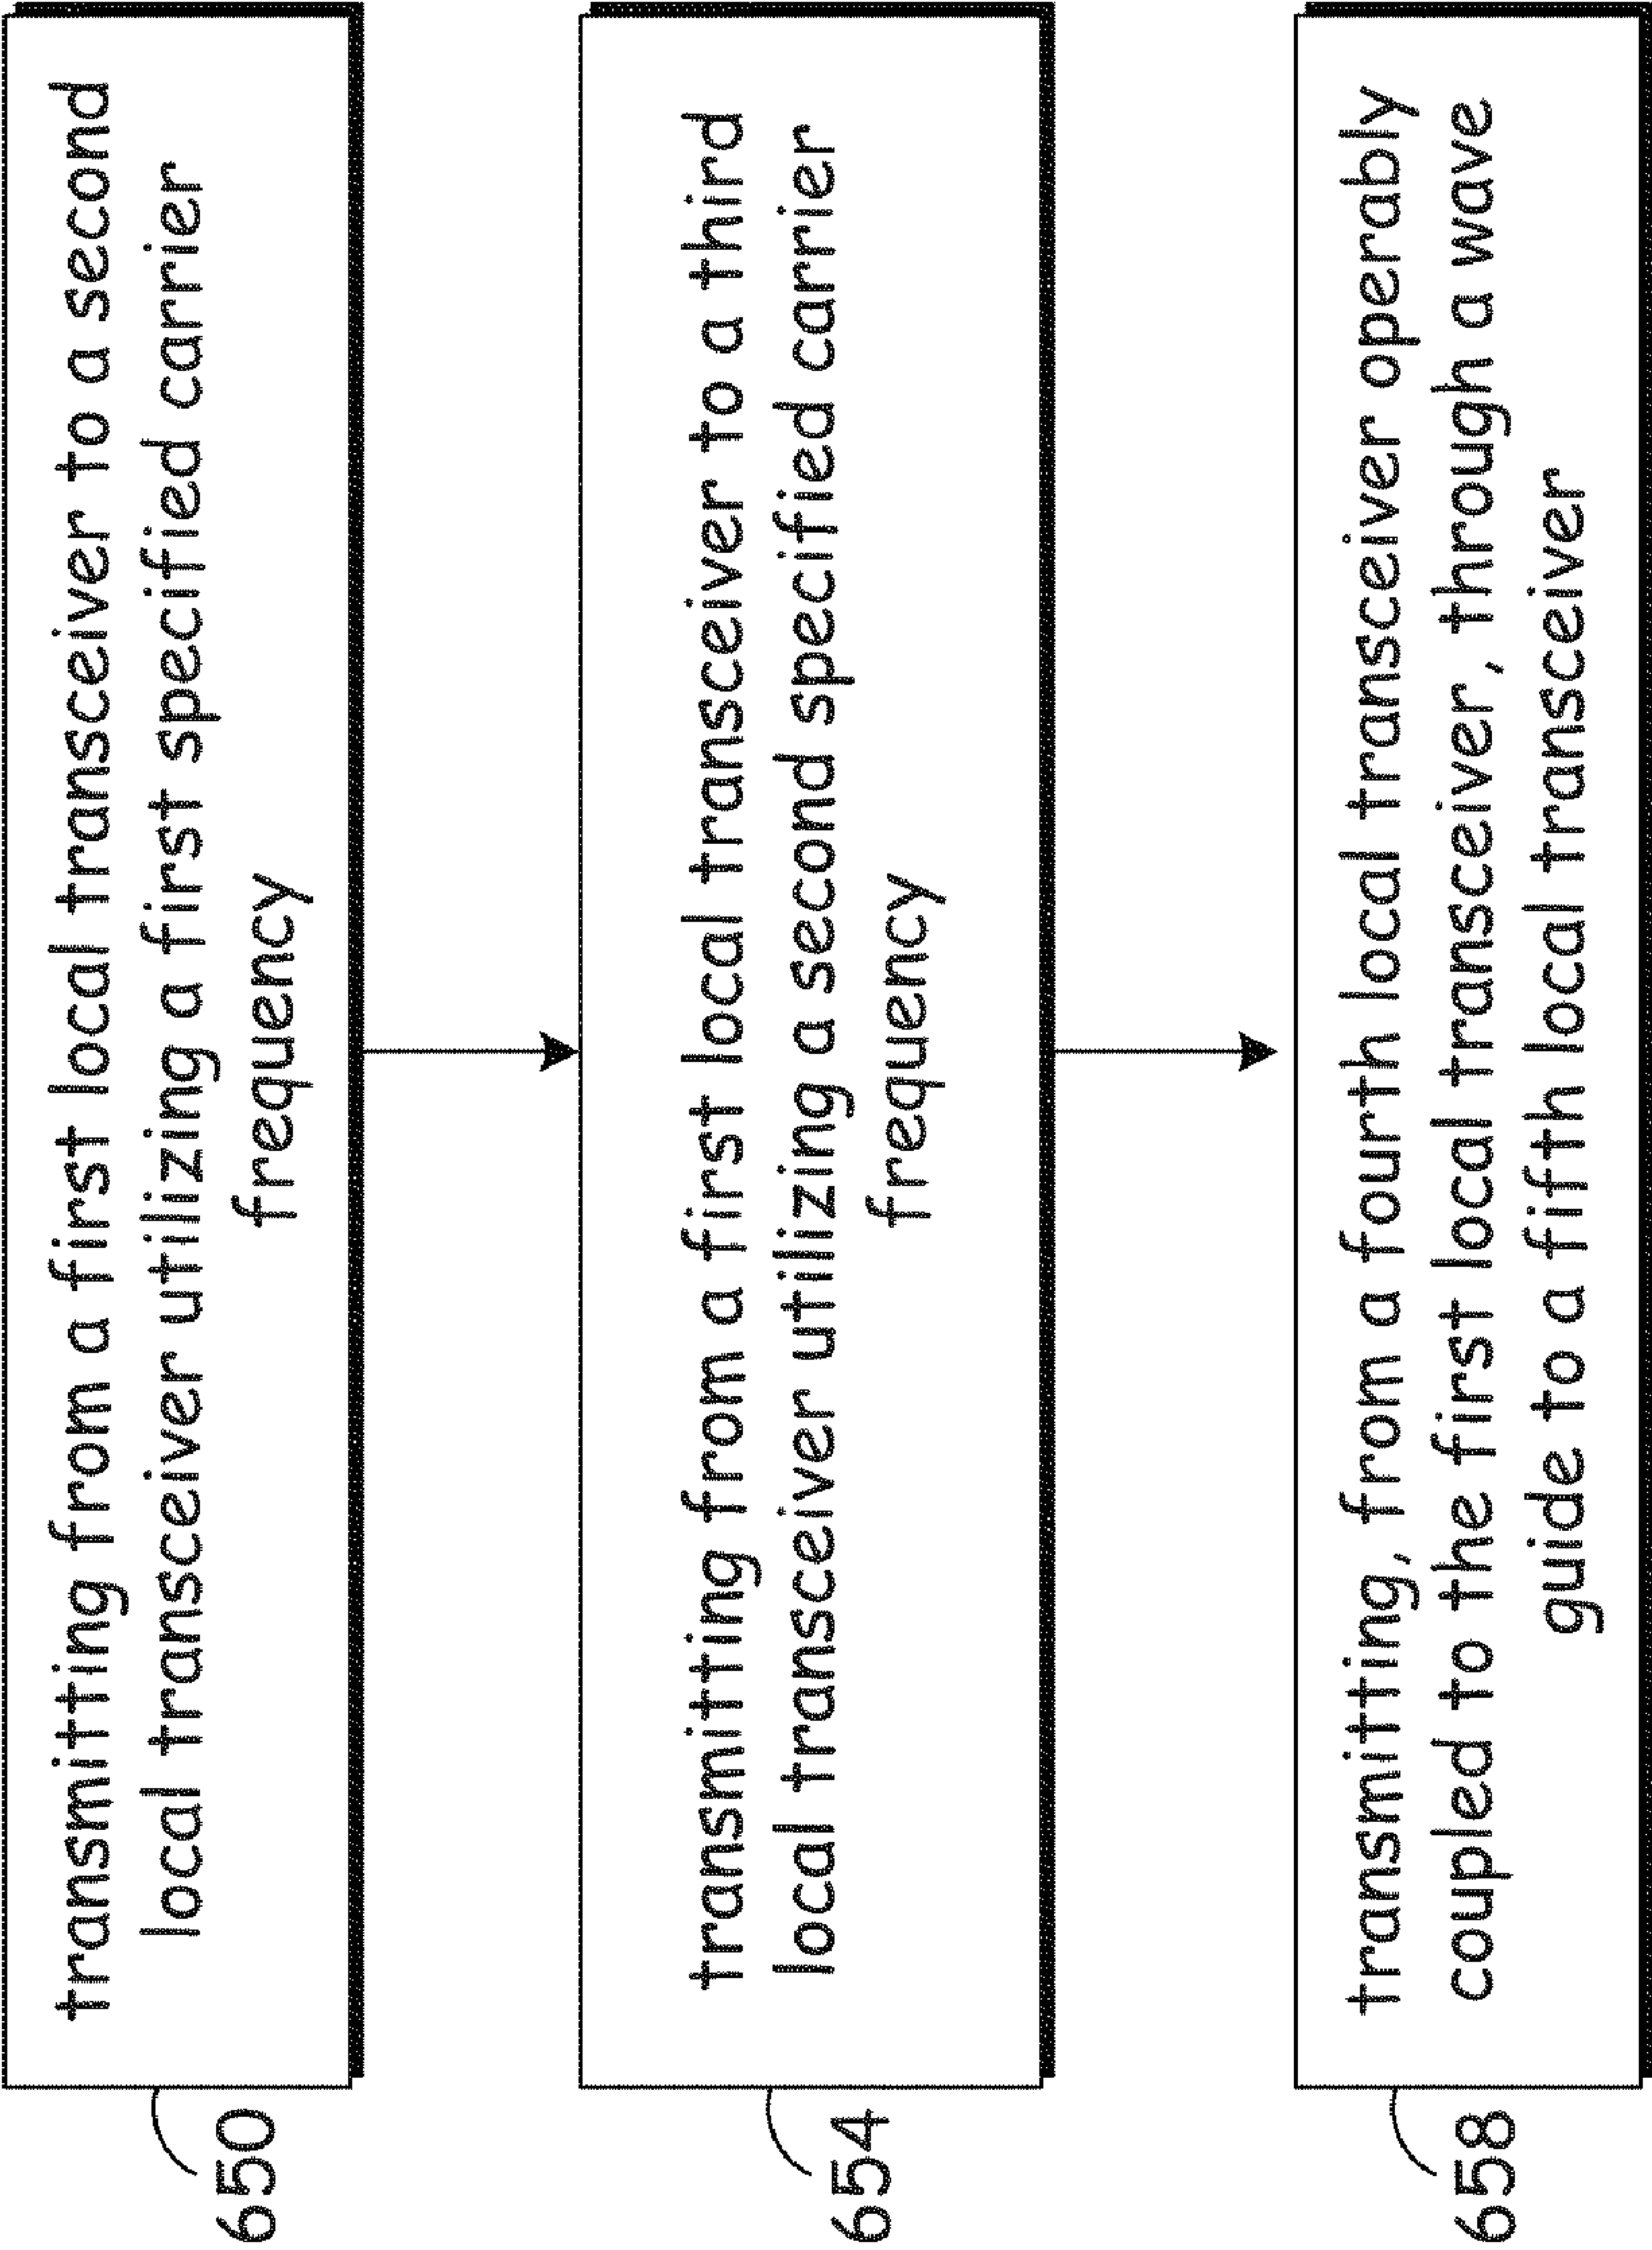 transmitting from a first local transceiver to a second
local transceiver utilizing a first specified carrier
frequency
650
transmitting from a first local transceiver to a third
local transceiver utilizing a second specified carrier
frequency
654
transmitting, from a fourth local transceiver operably
coupled to the first local transceiver, through a wave
guide to a fifth local transceiver
658